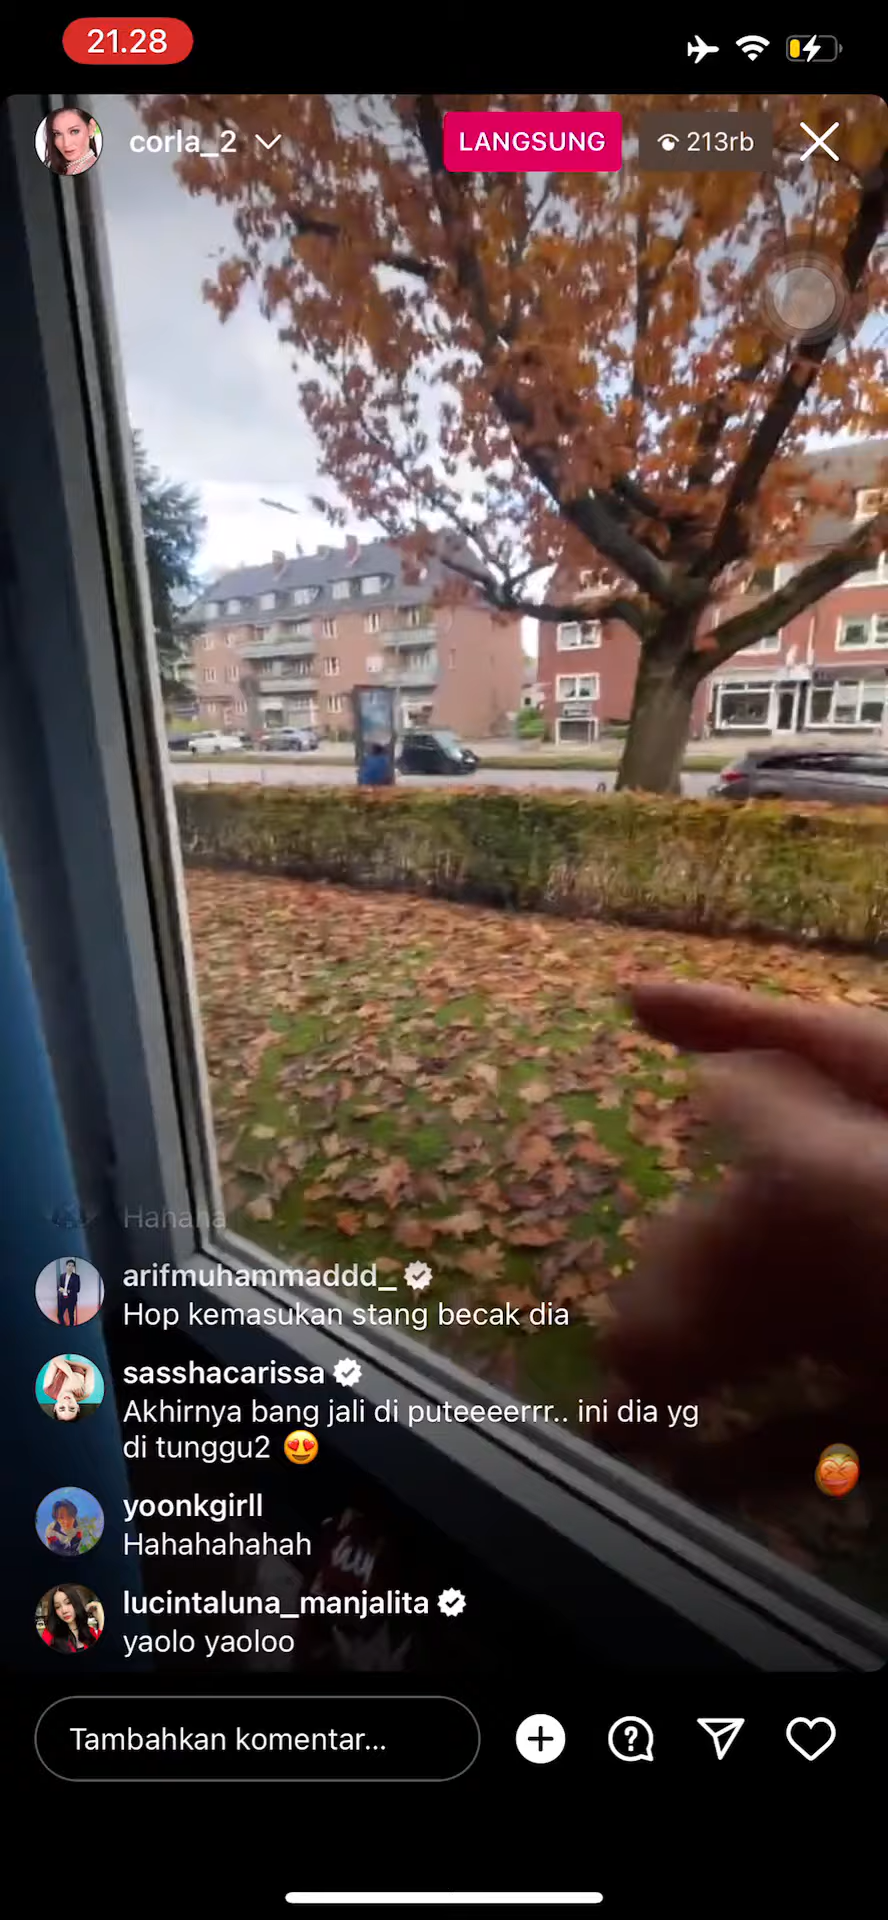 21.28
corla_2
LANGSUNG
213rb
Hahaha
arifmuhammaddd_
Hop kemasukan stang becak dia
sasshacarissa
Akhirnya bang jali di puteeeerrr.. ini dia yg
di tunggu2 😍
yoonkgirll
Hahahahahah
lucintaluna_manjalita
yaolo yaoloo
Tambahkan komentar...